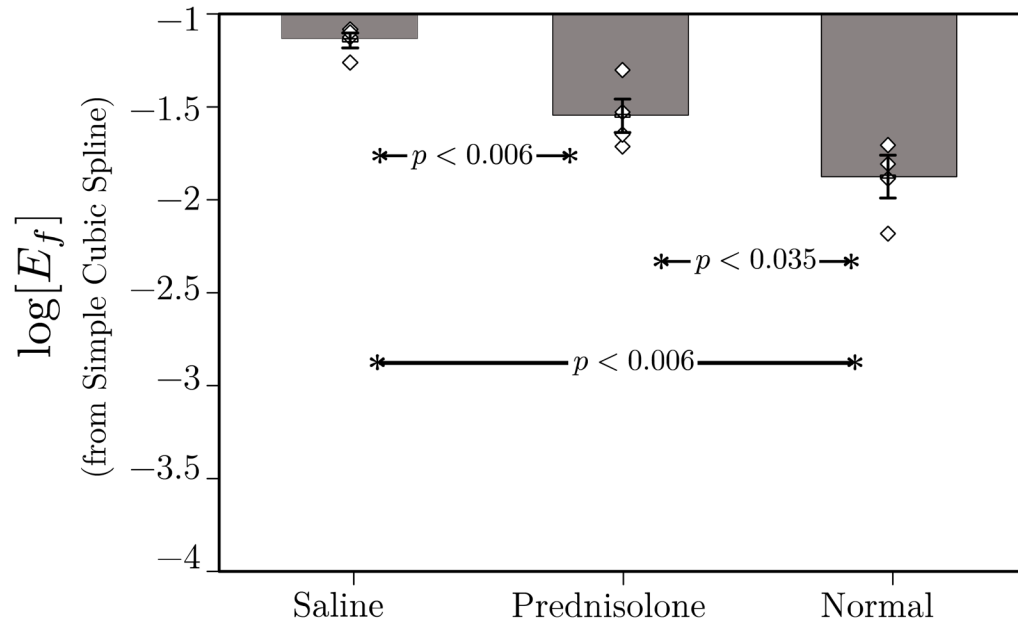 log[E_f]
(from Simple Cubic Spline)
−1
−1.5
−2
−2.5
−3
−3.5
−4
*p < 0.006*
*p < 0.035*
*p < 0.006*
Saline Prednisolone Normal